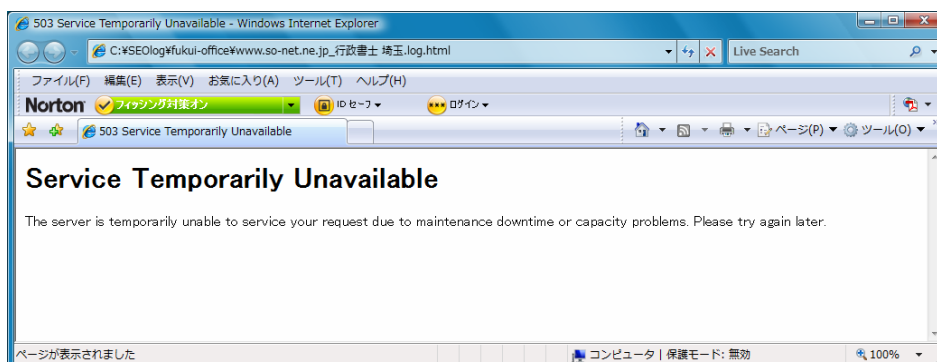 503 Service Temporarily Unavailable - Windows Internet Explorer
C:¥SEOlog¥fukui-office¥www.so-net.ne.jp_行政書士 埼玉.log.html
Live Search
ファイル(F) 編集(E) 表示(V) お気に入り(A) ツール(T) ヘルプ(H)
Norton フィッシング対策オン ID セーフ ログイン
503 Service Temporarily Unavailable ページ(P) ツール(O)
Service Temporarily Unavailable
The server is temporarily unable to service your request due to maintenance downtime or capacity problems. Please try again later.
ページが表示されました コンピュータ | 保護モード: 無効 100%